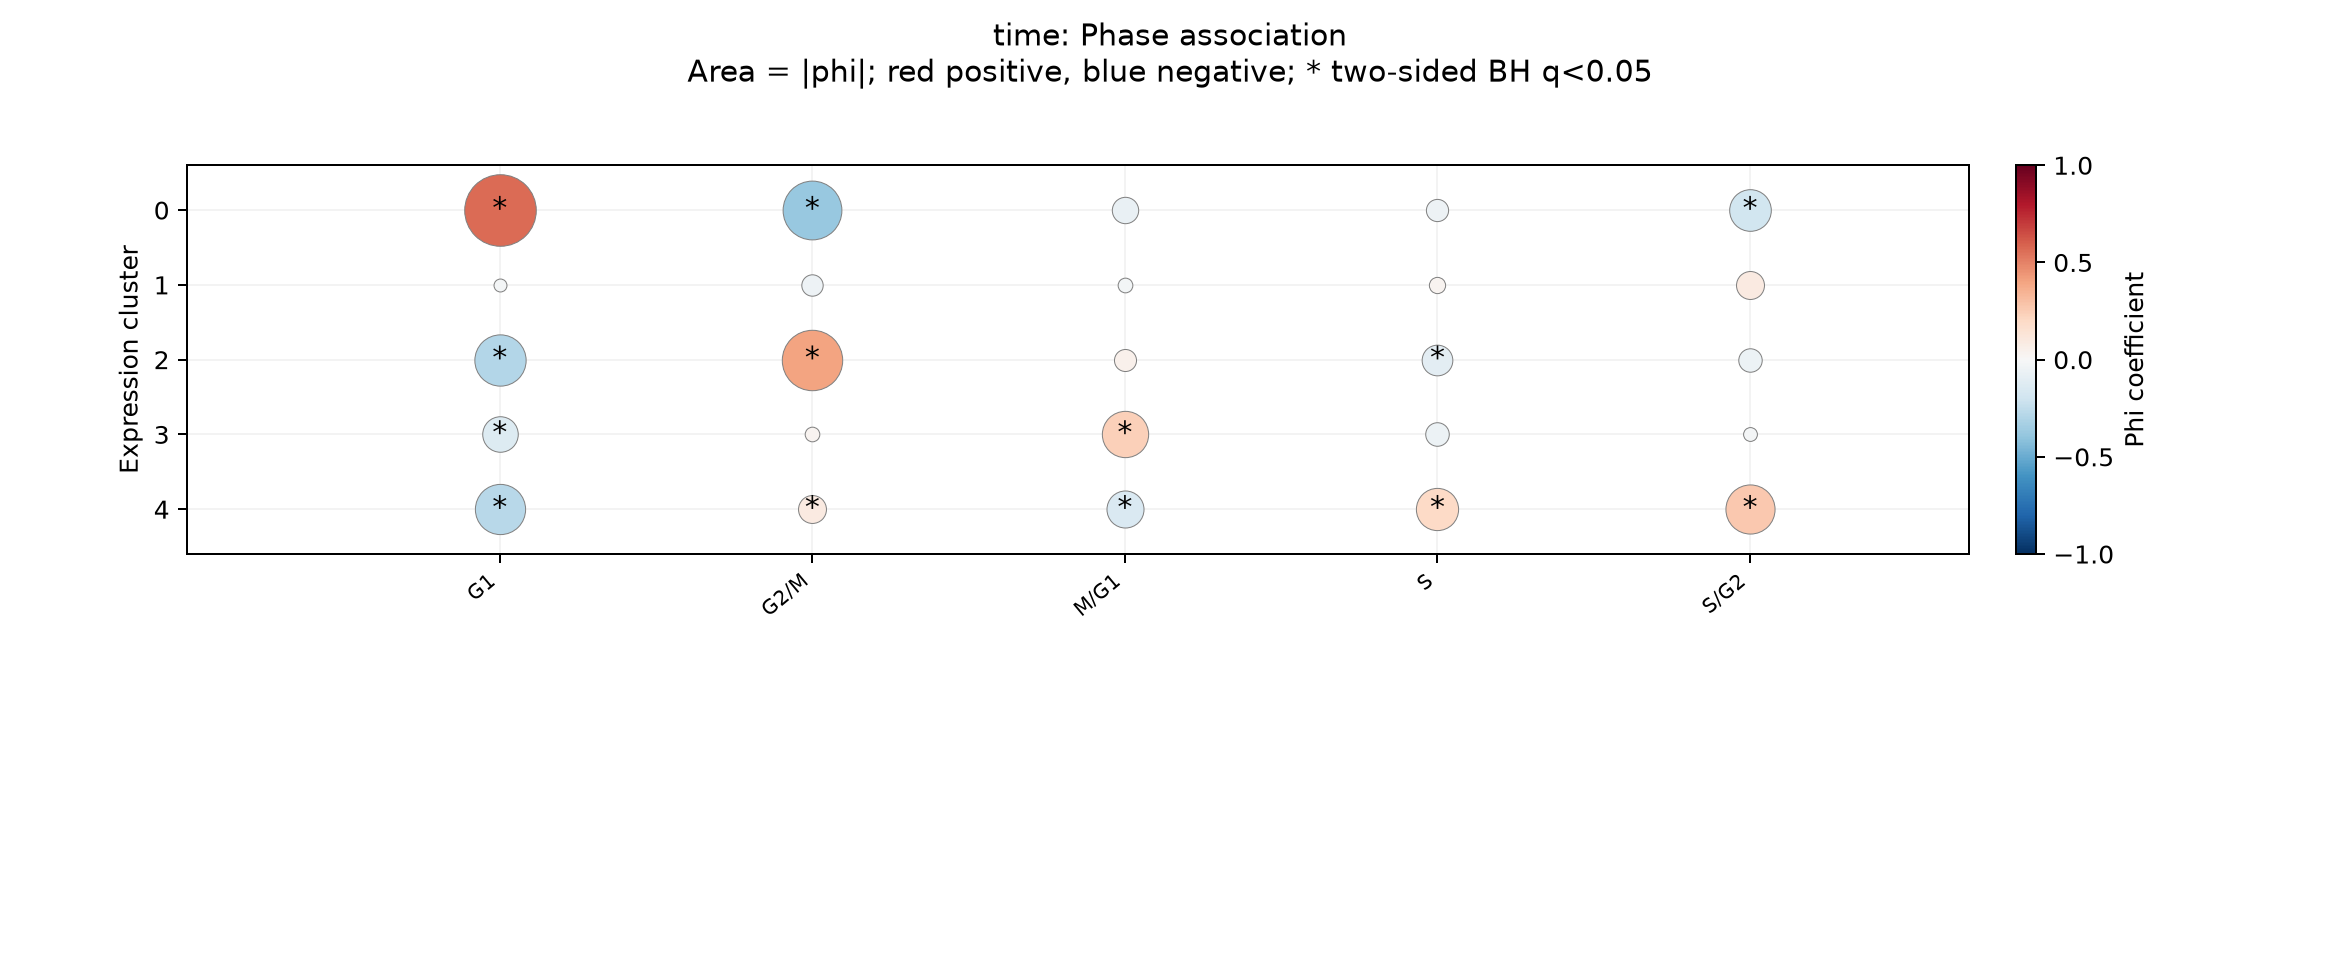 time: Phase association
Area = |phi|; red positive, blue negative; * two-sided BH q<0.05
Expression cluster
0
* * *
1
2
* * *
3
* *
4
* * * * *
G1
G2/M
M/G1
S
S/G2
1.0
0.5
0.0
−0.5
−1.0
Phi coefficient